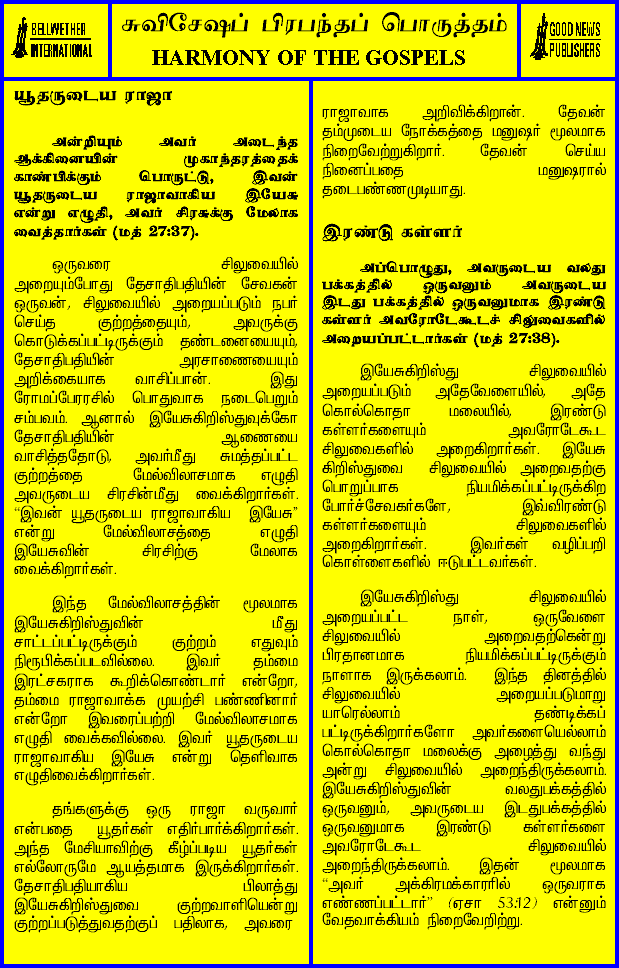 BELLWETHER
INTERNATIONAL
சுவிசேஷப் பிரபந்தப் பொருத்தம்
HARMONY OF THE GOSPELS
GOOD NEWS
PUBLISHERS
யூதருடைய ராஜா
அன்றியும் அவர் அடைந்த
ஆக்கினையின் முகாந்தரத்தைக்
காண்பிக்கும் பொருட்டு, இவன்
யூதருடைய ராஜாவாகிய இயேசு
என்று எழுதி, அவர் சிரசுக்கு மேலாக
வைத்தார்கள் (மத் 27:37).
ஒருவரை சிலுவையில்
அறையும்போது தேசாதிபதியின் சேவகன்
ஒருவன், சிலுவையில் அறையப்படும் நபர்
செய்த குற்றத்தையும், அவருக்கு
கொடுக்கப்பட்டிருக்கும் தண்டனையையும்,
தேசாதிபதியின் அரசாணையையும்
அறிக்கையாக வாசிப்பான். இது
ரோமப்பேரரசில் பொதுவாக நடைபெறும்
சம்பவம். ஆனால் இயேசுகிறிஸ்துவுக்கோ
தேசாதிபதியின் ஆணையை
வாசித்ததோடு, அவர்மீது சுமத்தப்பட்ட
குற்றத்தை மேல்விலாசமாக எழுதி
அவருடைய சிரசின்மீது வைக்கிறார்கள்.
“இவன் யூதருடைய ராஜாவாகிய இயேசு”
என்று மேல்விலாசத்தை எழுதி
இயேசுவின் சிரசிற்கு மேலாக
வைக்கிறார்கள்.
இந்த மேல்விலாசத்தின் மூலமாக
இயேசுகிறிஸ்துவின் மீது
சாட்டப்பட்டிருக்கும் குற்றம் எதுவும்
நிரூபிக்கப்படவில்லை. இவர் தம்மை
இரட்சகராக கூறிக்கொண்டார் என்றோ,
தம்மை ராஜாவாக்க முயற்சி பண்ணினார்
என்றோ இவரைப்பற்றி மேல்விலாசமாக
எழுதி வைக்கவில்லை. இவர் யூதருடைய
ராஜாவாகிய இயேசு என்று தெளிவாக
எழுதிவைக்கிறார்கள்.
தங்களுக்கு ஒரு ராஜா வருவார்
என்பதை யூதர்கள் எதிர்பார்க்கிறார்கள்.
அந்த மேசியாவிற்கு கீழ்ப்படிய யூதர்கள்
எல்லோருமே ஆயத்தமாக இருக்கிறார்கள்.
தேசாதிபதியாகிய பிலாத்து
இயேசுகிறிஸ்துவை குற்றவாளியென்று
குற்றப்படுத்துவதற்குப் பதிலாக, அவரை
ராஜாவாக அறிவிக்கிறான். தேவன்
தம்முடைய நோக்கத்தை மனுஷர் மூலமாக
நிறைவேற்றுகிறார். தேவன் செய்ய
நினைப்பதை மனுஷரால்
தடைபண்ணமுடியாது.
இரண்டு கள்ளர்
அப்பொழுது, அவருடைய வலது
பக்கத்தில் ஒருவனும் அவருடைய
இடது பக்கத்தில் ஒருவனுமாக இரண்டு
கள்ளர் அவரோடேகூடச் சிலுவைகளில்
அறையப்பட்டார்கள் (மத் 27:38).
இயேசுகிறிஸ்து சிலுவையில்
அறையப்படும் அதேவேளையில், அதே
கொல்கொதா மலையில், இரண்டு
கள்ளர்களையும் அவரோடேகூட
சிலுவைகளில் அறைகிறார்கள். இயேசு
கிறிஸ்துவை சிலுவையில் அறைவதற்கு
பொறுப்பாக நியமிக்கப்பட்டிருக்கிற
போர்ச்சேவகர்களே, இவ்விரண்டு
கள்ளர்களையும் சிலுவைகளில்
அறைகிறார்கள். இவர்கள் வழிப்பறி
கொள்ளைகளில் ஈடுபட்டவர்கள்.
இயேசுகிறிஸ்து சிலுவையில்
அறையப்பட்ட நாள், ஒருவேளை
சிலுவையில் அறைவதற்கென்று
பிரதானமாக நியமிக்கப்பட்டிருக்கும்
நாளாக இருக்கலாம். இந்த தினத்தில்
சிலுவையில் அறையப்படுமாறு
யாரெல்லாம் தண்டிக்கப்
பட்டிருக்கிறார்களோ அவர்களையெல்லாம்
கொல்கொதா மலைக்கு அழைத்து வந்து
அன்று சிலுவையில் அறைந்திருக்கலாம்.
இயேசுகிறிஸ்துவின் வலதுபக்கத்தில்
ஒருவனும், அவருடைய இடதுபக்கத்தில்
ஒருவனுமாக இரண்டு கள்ளர்களை
அவரோடேகூட சிலுவையில்
அறைந்திருக்கலாம். இதன் மூலமாக
“அவர் அக்கிரமக்காரரில் ஒருவராக
எண்ணப்பட்டார்” (ஏசா 53:12) என்னும்
வேதவாக்கியம் நிறைவேறிற்று.